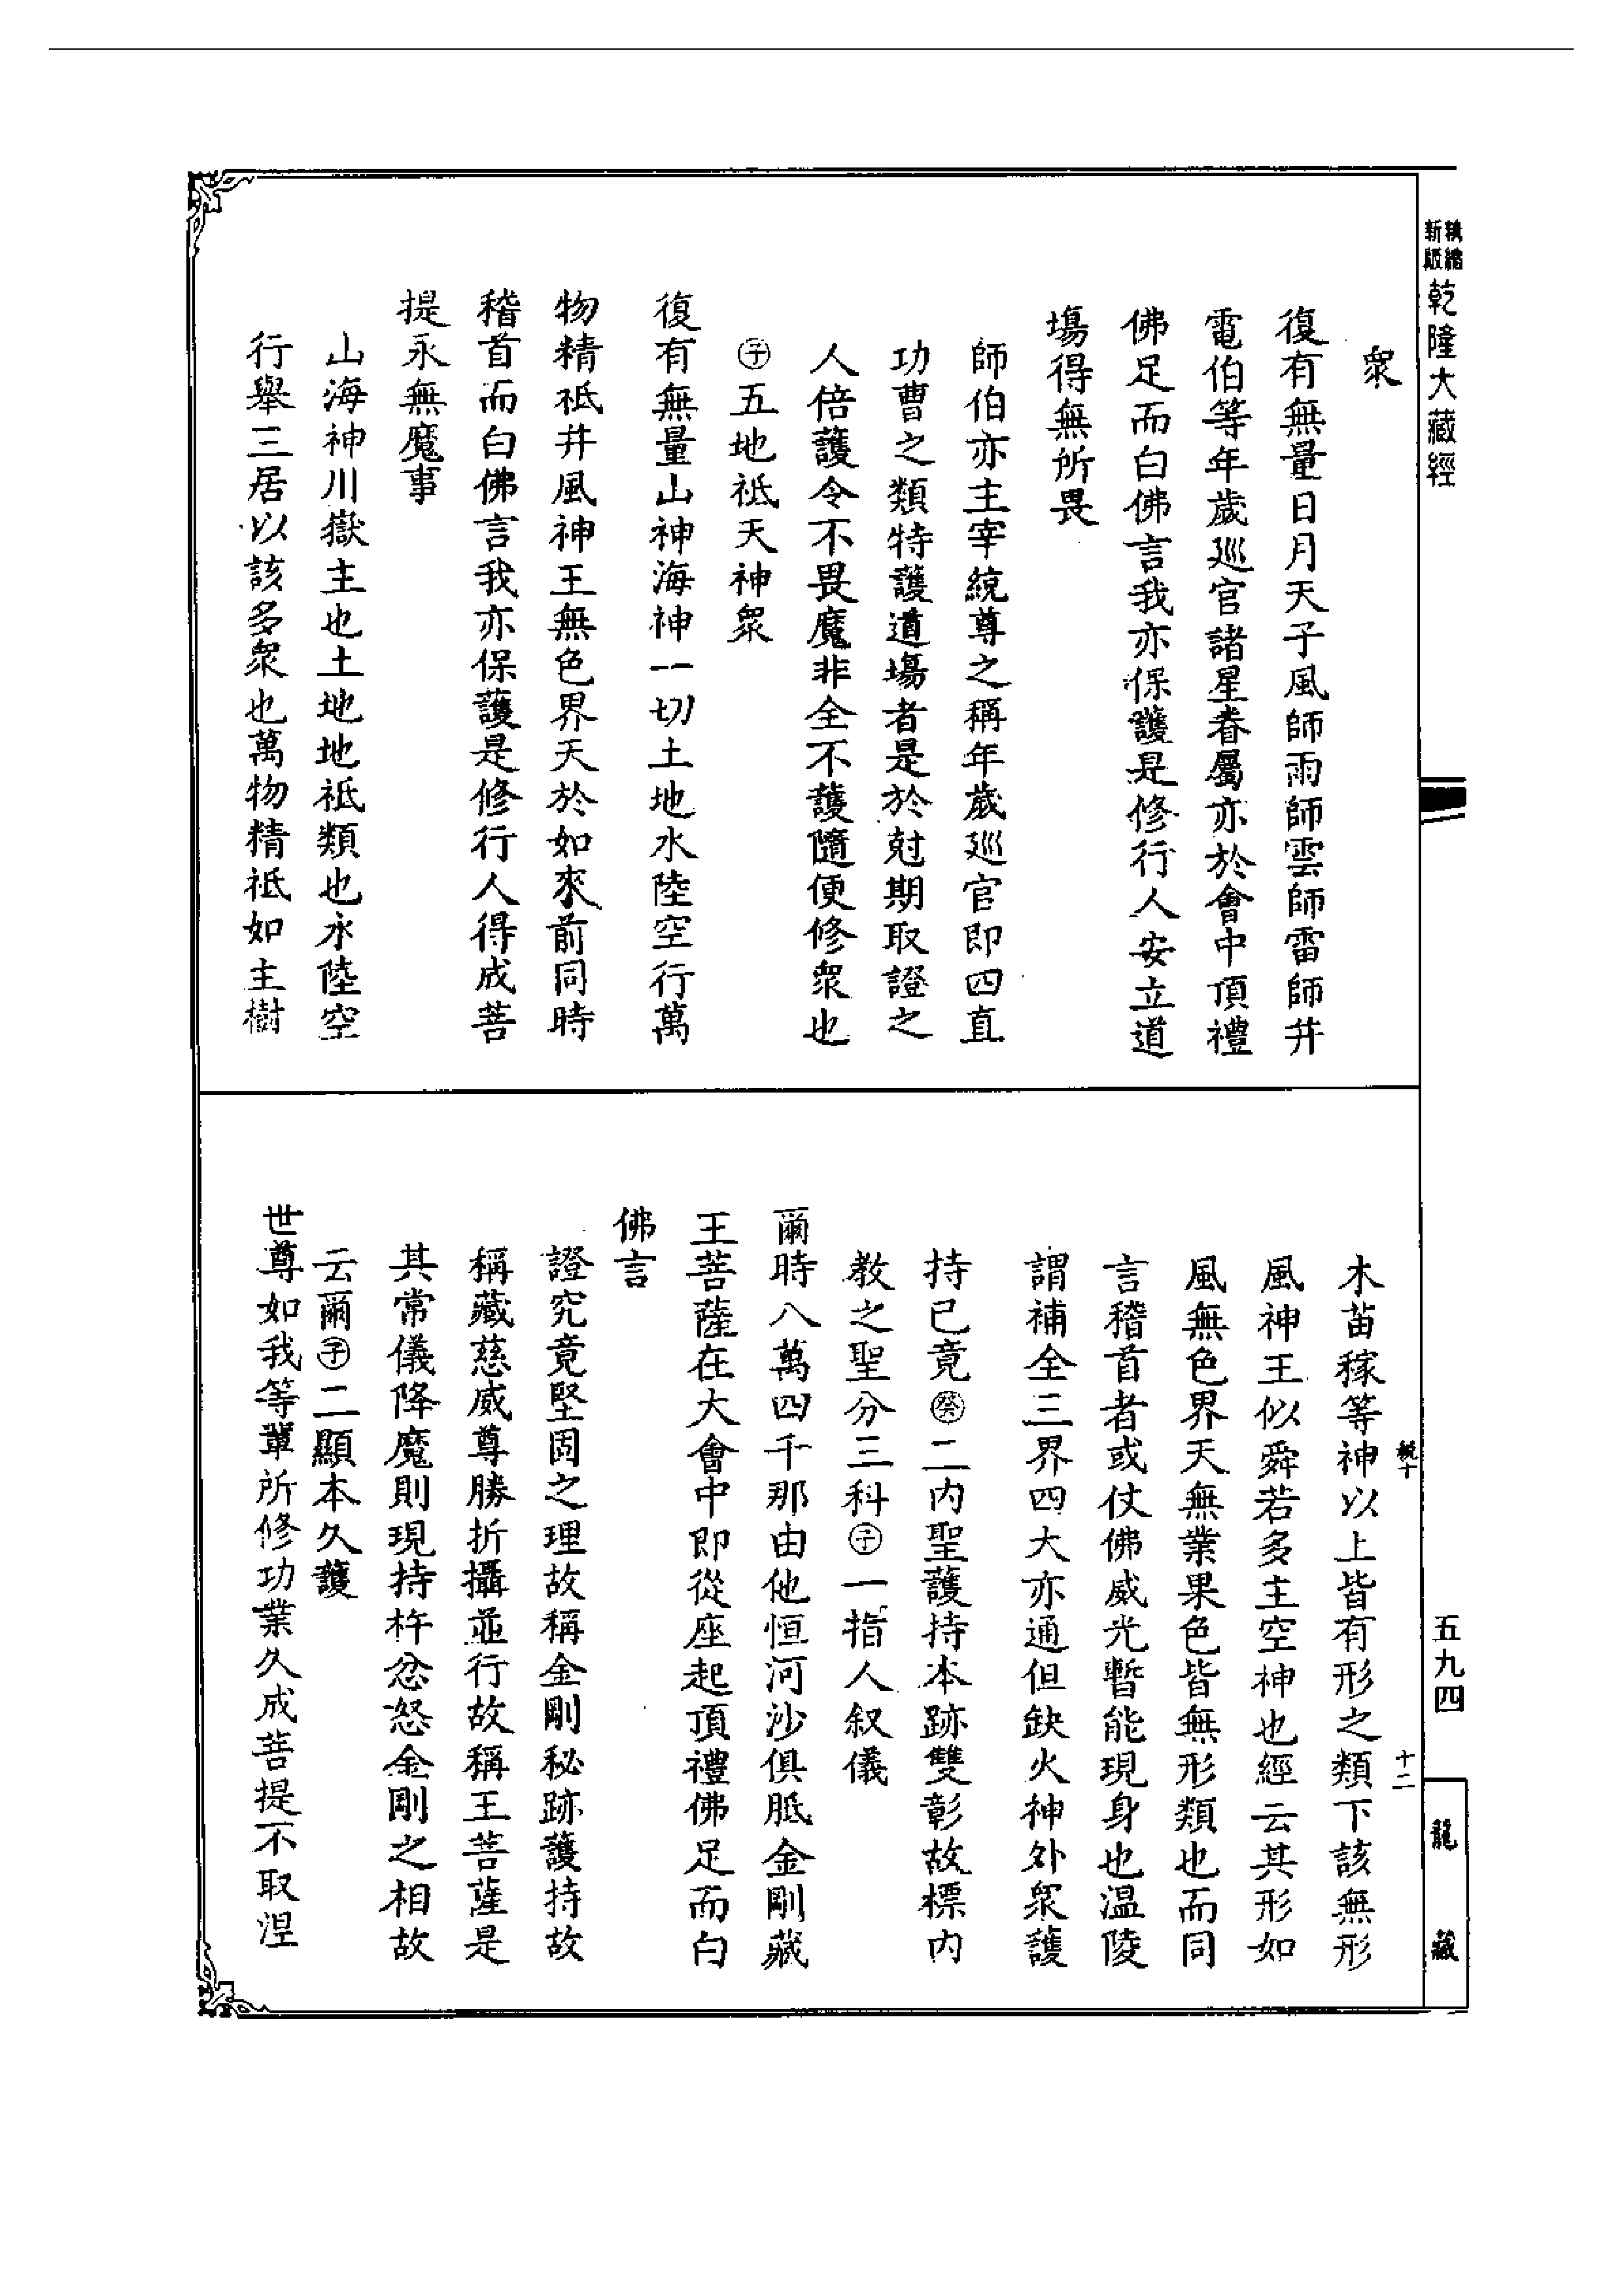 精縮新版乾隆大藏經
衆
復有無量日月天子風師雨師雲師雷師并
電伯等年歲巡官諸星眷屬亦於會中頂禮
佛足而白佛言我亦保護是修行人安立道
塲得無所畏
師伯亦主宰統尊之稱年歲巡官即四直
功曹之類特護道塲者是於尅期取證之
人倍護令不畏魔非全不護隨便修衆也
㊉五地祇天神衆
復有無量山神海神一切土地水陸空行萬
物精祇并風神王無色界天於如來前同時
稽首而白佛言我亦保護是修行人得成菩
提永無魔事
山海神川嶽主也土地地祇類也水陸空
行舉三居以該多衆也萬物精祇如主樹
木苗稼等神以上皆有形之類下該無形
風神王似舜若多主空神也經云其形如
風無色界天無業果色皆無形類也而同
言稽首者或仗佛威光暫能現身也温陵
謂補全三界四大亦通但缺火神外衆護
持已竟(癸)二内聖護持本跡雙彰故標内
教之聖分三科(子)一指人叙儀
爾時八萬四千那由他恒河沙俱胝金剛藏
王菩薩在大會中即從座起頂禮佛足而白
佛言
證究竟堅固之理故稱金剛秘跡護持故
稱藏慈威尊勝折攝並行故稱王菩薩是
其常儀降魔則現持杵忿怒金剛之相故
云爾(子)二顯本久護
世尊如我等軰所修功業久成菩提不取涅
十二
五九四
龍藏